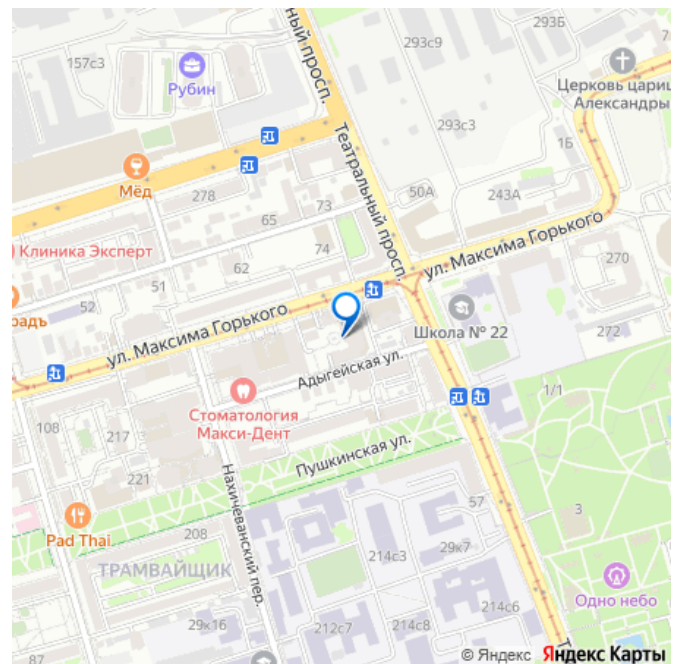 ный просп.
293Б
293с9
157с3
Рубин
Церковь цариц
Александры
293с3
1Б
Театральный просп.
Мёд
278
50А
243А
73
65
ул. Максима Горького
Клиника Эксперт
74
62
270
51
52
радъ
ул. Максима Горького
Школа № 22
272
Адыгейская ул.
Стоматология
Макси-Дент
1/1
108
217
Пушкинская ул.
221
Нахичеванский пер.
57
3
Pad Thai
208
29к7
214с3
ТРАМВАЙЩИК
Одно небо
214с6
29к16
212с7
214с8
87
© Яндекс Яндекс Карты